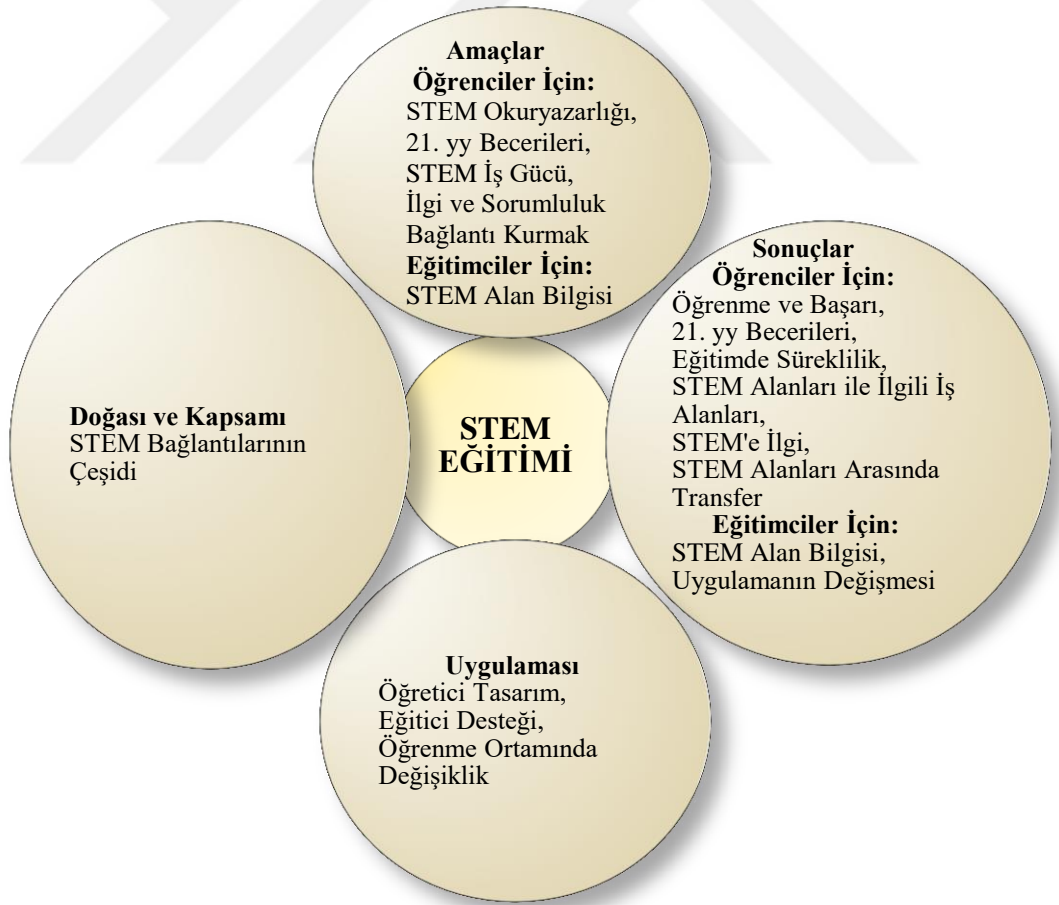 Amaçlar
Öğrenciler İçin:
STEM Okuryazarlığı,
21. yy Becerileri,
STEM İş Gücü,
İlgi ve Sorumluluk
Bağlantı Kurmak
Eğitimciler İçin:
STEM Alan Bilgisi
Sonuçlar
Öğrenciler İçin:
Öğrenme ve Başarı,
21. yy Becerileri,
Eğitimde Süreklilik,
STEM Alanları ile İlgili İş
Alanları,
STEM'e İlgi,
STEM Alanları Arasında
Transfer
Eğitimciler İçin:
STEM Alan Bilgisi,
Uygulamanın Değişmesi
Doğası ve Kapsamı
STEM Bağlantılarının
Çeşidi
STEM
EĞİTİMİ
Uygulaması
Öğretici Tasarım,
Eğitici Desteği,
Öğrenme Ortamında
Değişiklik